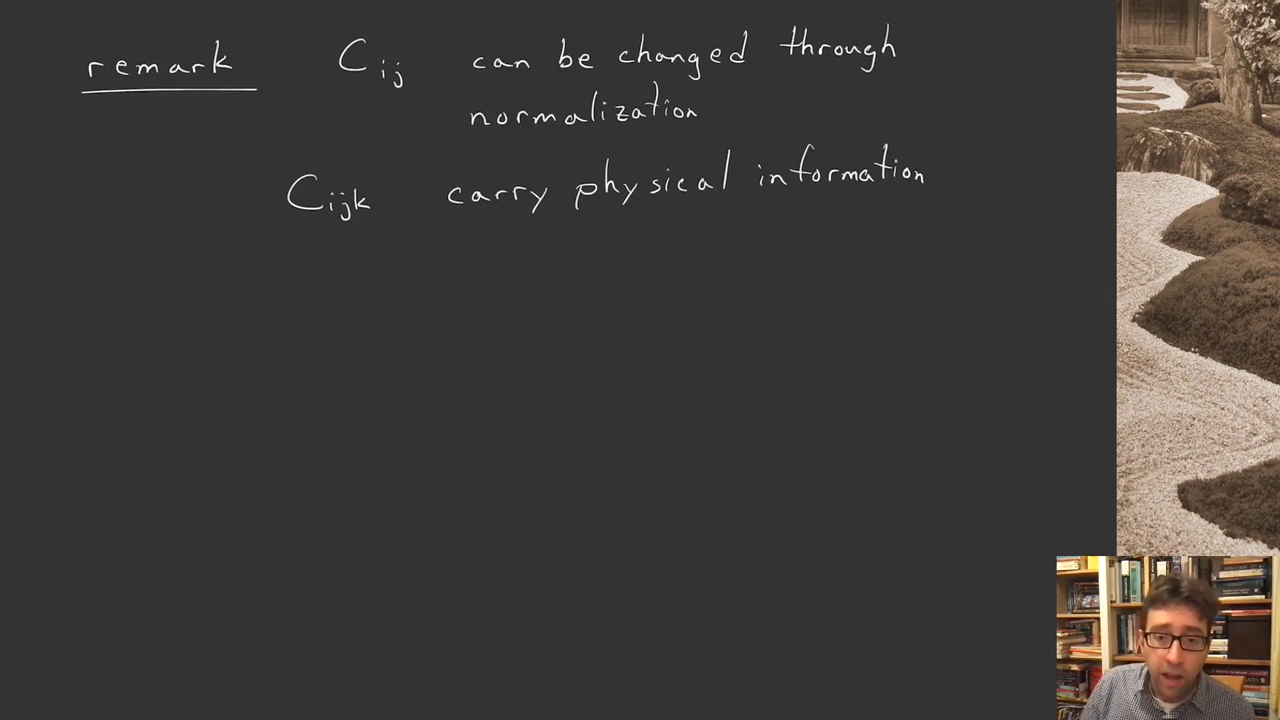 remark C_ij can be changed through
normalization
C_ijk carry physical information